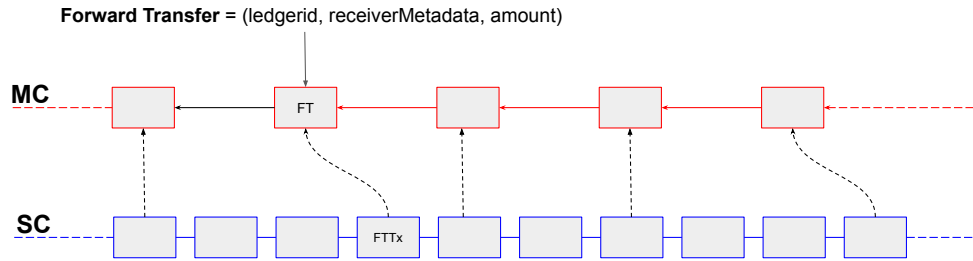 Forward Transfer = (ledgerid, receiverMetadata, amount)
MC
FT
SC
FTTx